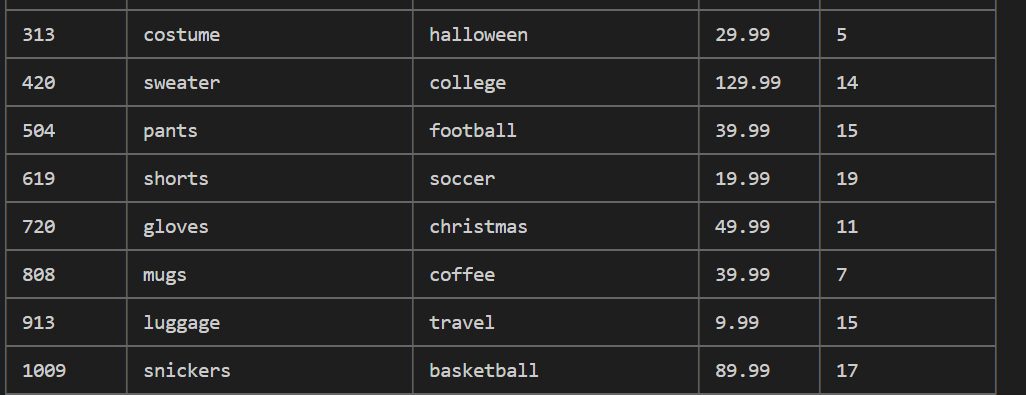 313 costume halloween 29.99 5
420 sweater college 129.99 14
504 pants football 39.99 15
619 shorts soccer 19.99 19
720 gloves christmas 49.99 11
808 mugs coffee 39.99 7
913 luggage travel 9.99 15
1009 snickers basketball 89.99 17